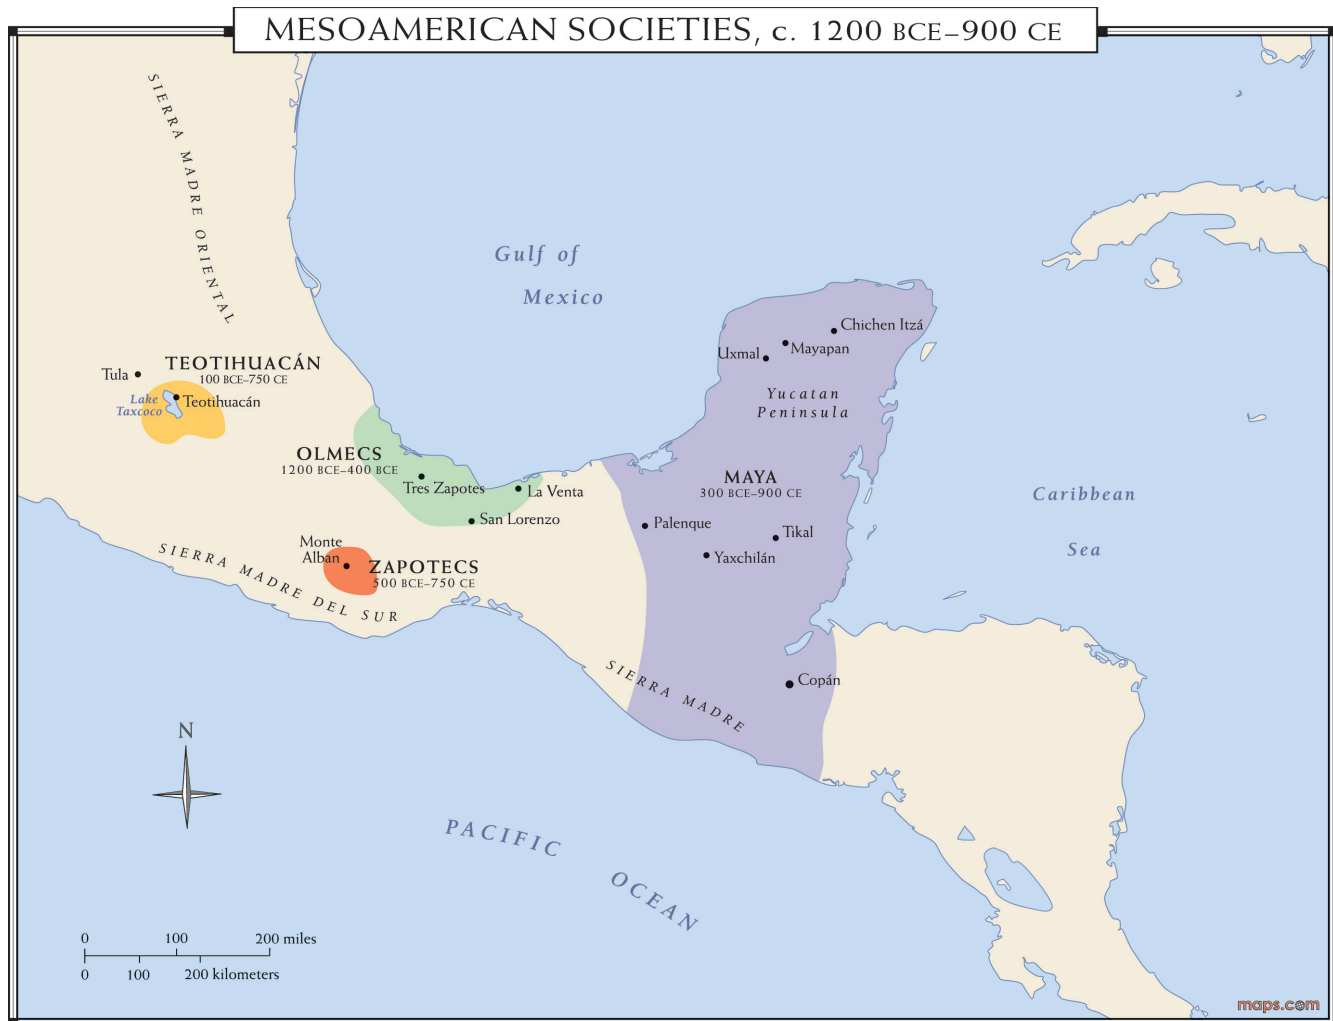 MESOAMERICAN SOCIETIES, c. 1200 BCE–900 CE
SIERRA MADRE ORIENTAL
Gulf of
Mexico
Chichen Itzá
Mayapan
Uxmal
Yucatan
Peninsula
TEOTIHUACÁN
100 BCE–750 CE
Tula
Lake
Taxcoco
Teotihuacán
OLMECS
1200 BCE–400 BCE
Tres Zapotes
La Venta
San Lorenzo
MAYA
300 BCE–900 CE
Palenque
Tikal
Yaxchilán
Caribbean
Sea
Monte
Alban
ZAPOTECS
500 BCE–750 CE
SIERRA MADRE DEL SUR
SIERRA MADRE
Copán
N
PACIFIC
OCEAN
0 100 200 miles
0 100 200 kilometers
maps.com